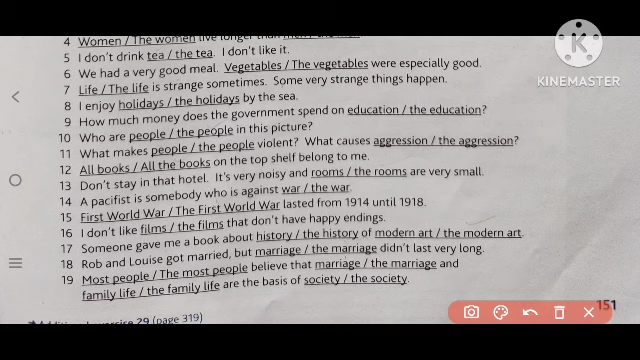 4 Women / The women live longer than men / the men
5 I don't drink tea / the tea. I don't like it.
6 We had a very good meal. Vegetables / The vegetables were especially good.
7 Life / The life is strange sometimes. Some very strange things happen.
8 I enjoy holidays / the holidays by the sea.
9 How much money does the government spend on education / the education?
10 Who are people / the people in this picture?
11 What makes people / the people violent? What causes aggression / the aggression?
12 All books / All the books on the top shelf belong to me.
13 Don't stay in that hotel. It's very noisy and rooms / the rooms are very small.
14 A pacifist is somebody who is against war / the war.
15 First World War / The First World War lasted from 1914 until 1918.
16 I don't like films / the films that don't have happy endings.
17 Someone gave me a book about history / the history of modern art / the modern art.
18 Rob and Louise got married, but marriage / the marriage didn't last very long.
19 Most people / The most people believe that marriage / the marriage and
family life / the family life are the basis of society / the society.
exercise 29 (page 319)
151
K
KINEMASTER